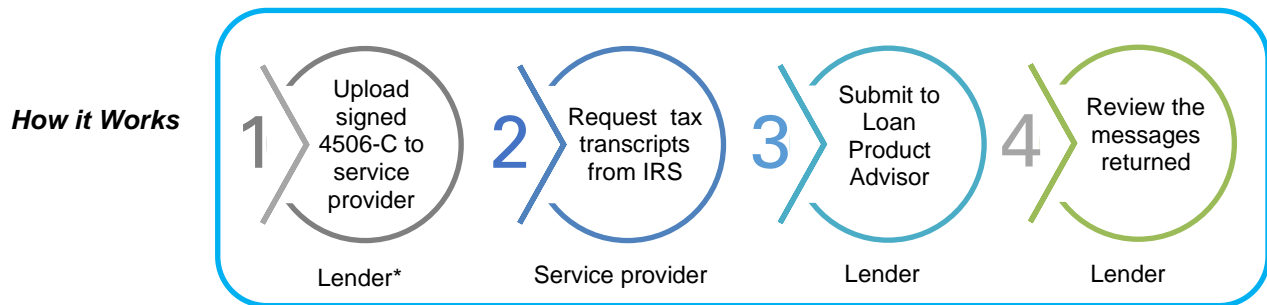 How it Works
1
Upload
signed
4506-C to
service
provider
Lender*
2
Request tax
transcripts
from IRS
Service provider
3
Submit to
Loan
Product
Advisor
Lender
4
Review the
messages
returned
Lender